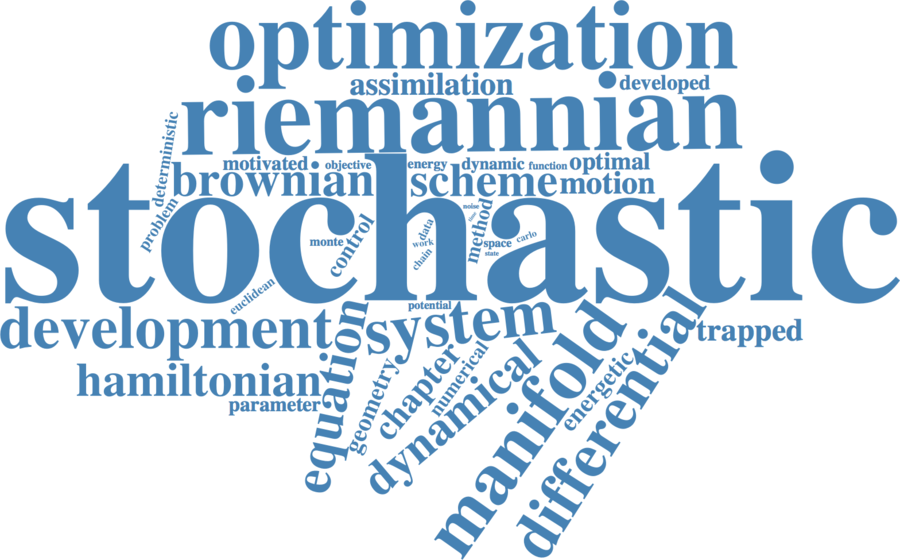 optimization
assimilation
developed
riemannian
deterministic
motivated
objective
energy
dynamic
function
optimal
brownian
scheme
motion
problem
stochastic
control
monte
data
work
chain
noise
time
method
space
carlo
state
euclidean
potential
development
system
trapped
equation
hamiltonian
parameter
geometry
chapter
numerical
dynamical
manifold
energetic
differential